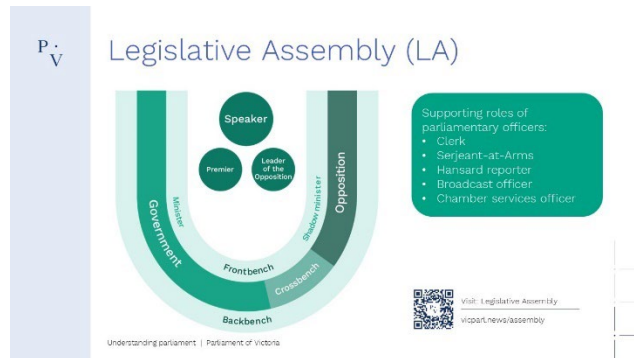 P.
V
Legislative Assembly (LA)
Speaker
Premier
Leader
of the
Opposition
Government
Minister
Frontbench
Backbench
Crossbench
Shadow minister
Opposition
Supporting roles of
parliamentary officers:
• Clerk
• Serjeant-at-Arms
• Hansard reporter
• Broadcast officer
• Chamber services officer
Visit: Legislative Assembly
vicparl.news/assembly
Understanding parliament | Parliament of Victoria